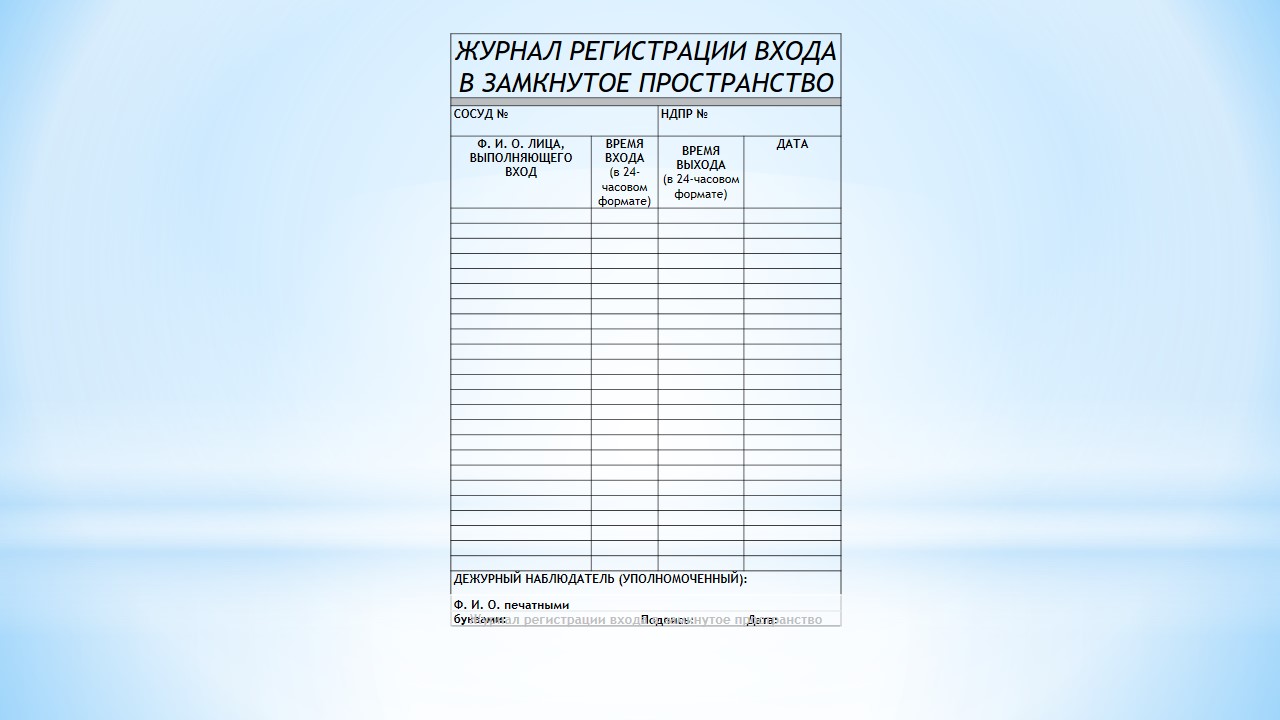 ЖУРНАЛ РЕГИСТРАЦИИ ВХОДА
В ЗАМКНУТОЕ ПРОСТРАНСТВО
СОСУД № НДПР №
Ф. И. О. ЛИЦА,
ВЫПОЛНЯЮЩЕГО
ВХОД
ВРЕМЯ
ВХОДА
(в 24-
часовом
формате)
ВРЕМЯ
ВЫХОДА
(в 24-часовом
формате)
ДАТА
ДЕЖУРНЫЙ НАБЛЮДАТЕЛЬ (УПОЛНОМОЧЕННЫЙ):
Ф. И. О. печатными
буквами: Подпись: Дата:
Журнал регистрации входа в замкнутое пространство